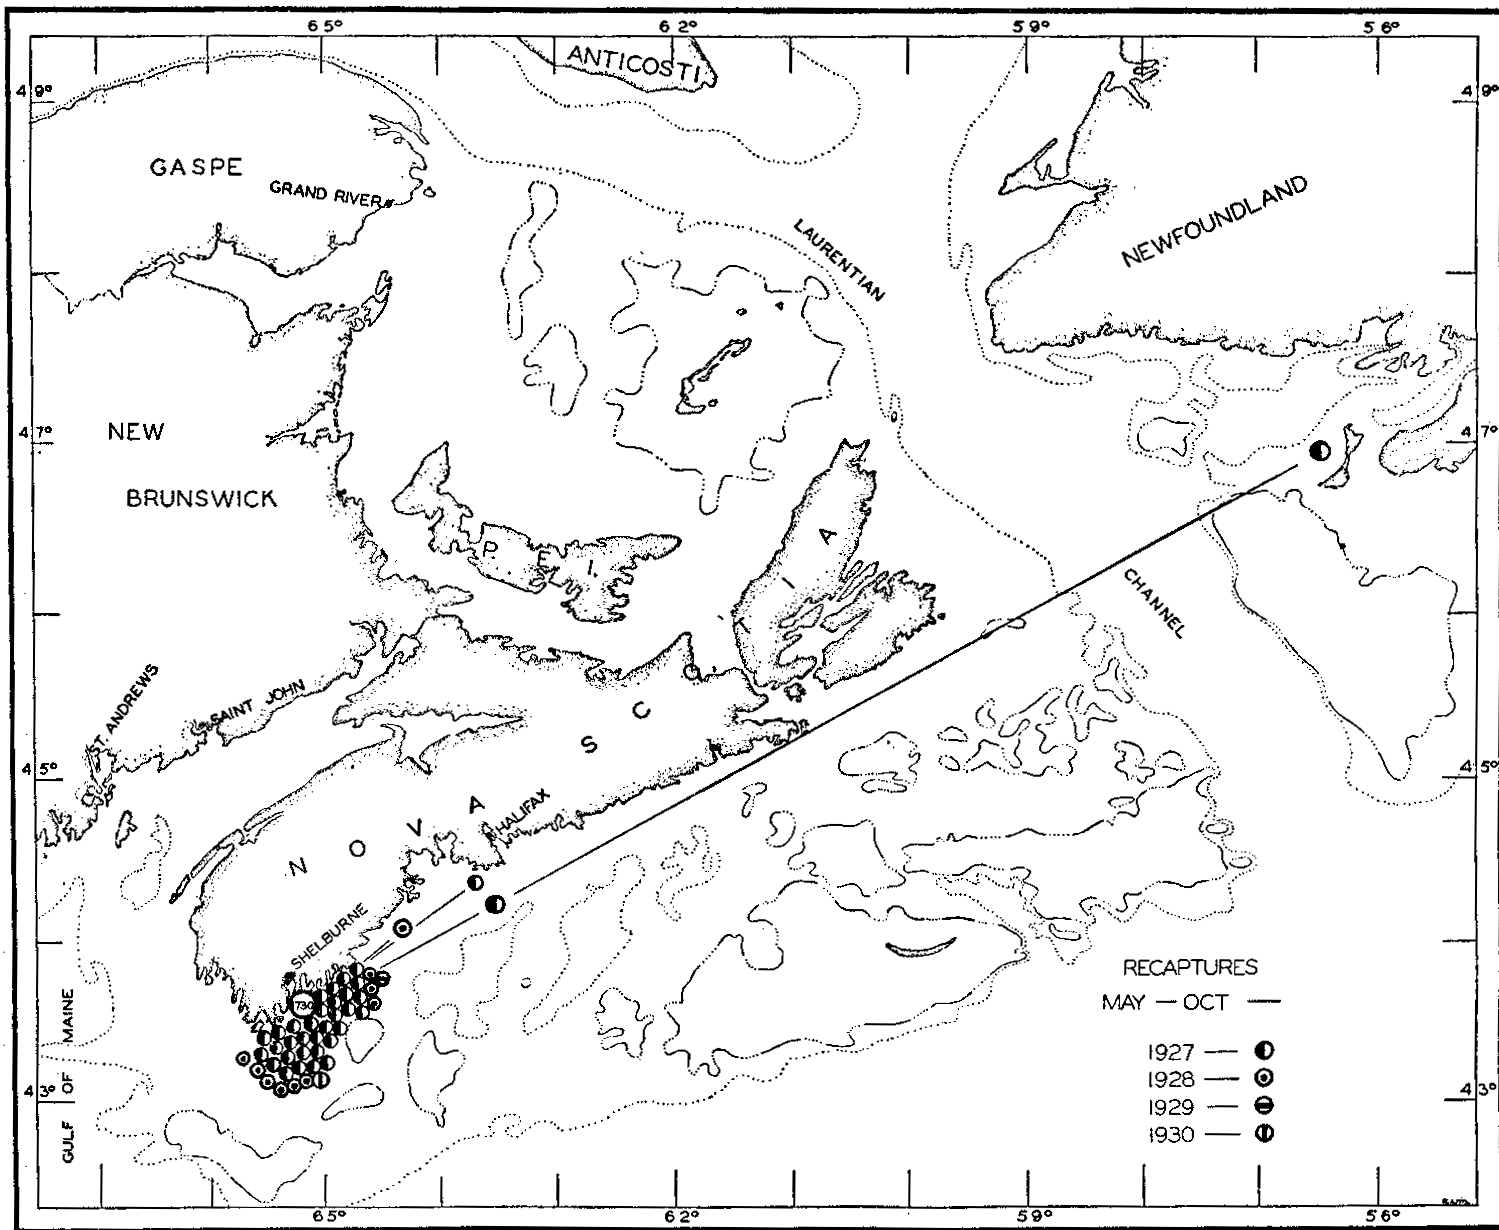 65° 62° 59° 56°
ANTICOSTI
49° 49°
GASPE
GRAND RIVER
LAURENTIAN
NEWFOUNDLAND
47° 47°
NEW
BRUNSWICK
P. E. I.
CHANNEL
ST. ANDREWS
SAINT JOHN
NOVA SCOTIA
45° 45°
HALIFAX
SHELBURNE
730
GULF OF MAINE
RECAPTURES
MAY — OCT —
1927 —
1928 —
1929 —
1930 —
43° 43°
65° 62° 59° 56°